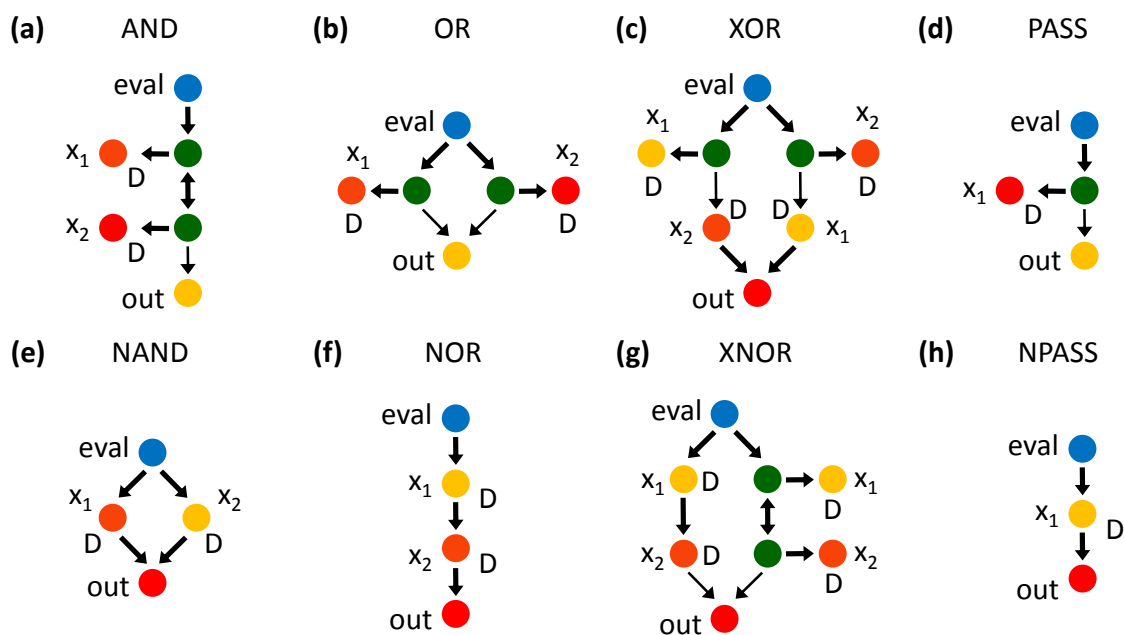 (a) AND
eval
x₁
D
x₂
D
out
(b) OR
eval
x₁
x₂
D
D
out
(c) XOR
eval
x₁
x₂
D
D
D
D
x₂
x₁
out
(d) PASS
eval
x₁
D
out
(e) NAND
eval
x₁
x₂
D
D
out
(f) NOR
eval
x₁
D
x₂
D
out
(g) XNOR
eval
x₁
D
x₁
D
x₂
D
x₂
D
out
(h) NPASS
eval
x₁
D
out